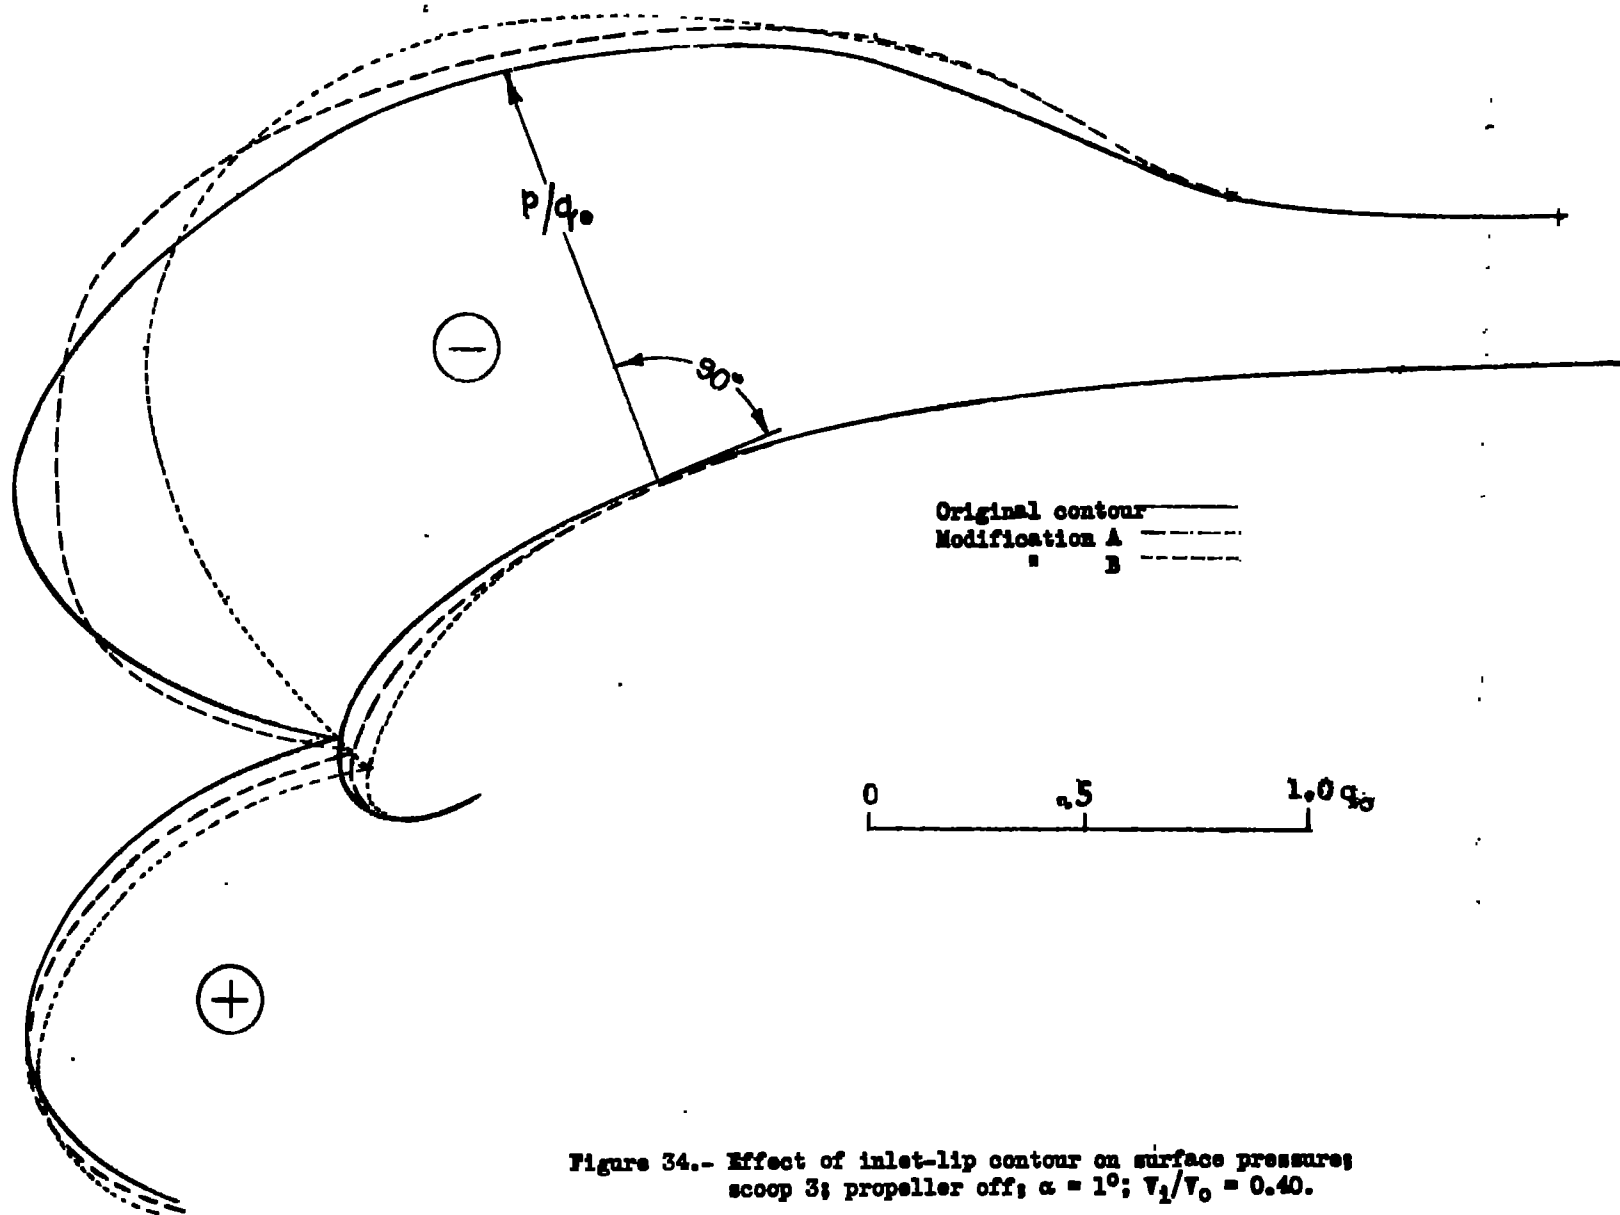 p/q₀
−
90°
Original contour
Modification A
" B
0 .5 1.0 q₀
+
Figure 34.- Effect of inlet-lip contour on surface pressure;
scoop 3; propeller off; α = 1°; V₁/V₀ = 0.40.